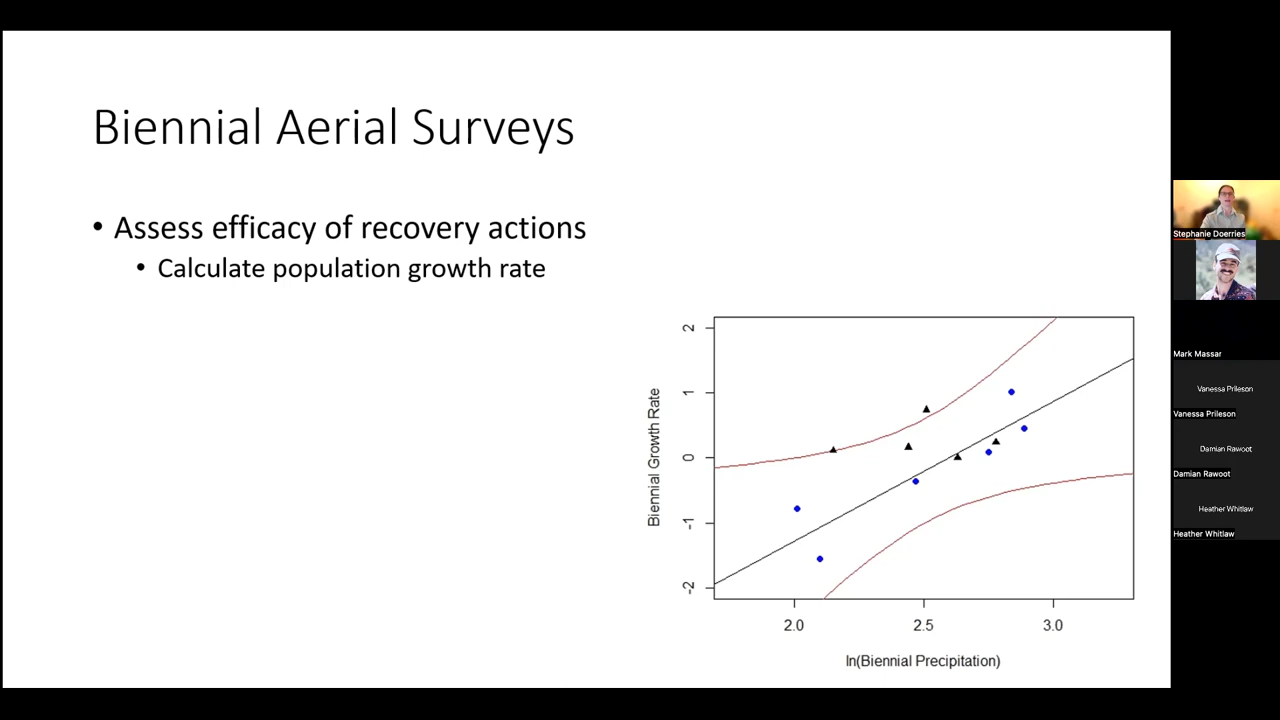 Biennial Aerial Surveys
• Assess efficacy of recovery actions
• Calculate population growth rate
2
1
0
-1
-2
Biennial Growth Rate
2.0 2.5 3.0
ln(Biennial Precipitation)
Stephanie Doerries
Mark Massar
Vanessa Prileson
Vanessa Prileson
Damian Rawoot
Damian Rawoot
Heather Whitlaw
Heather Whitlaw